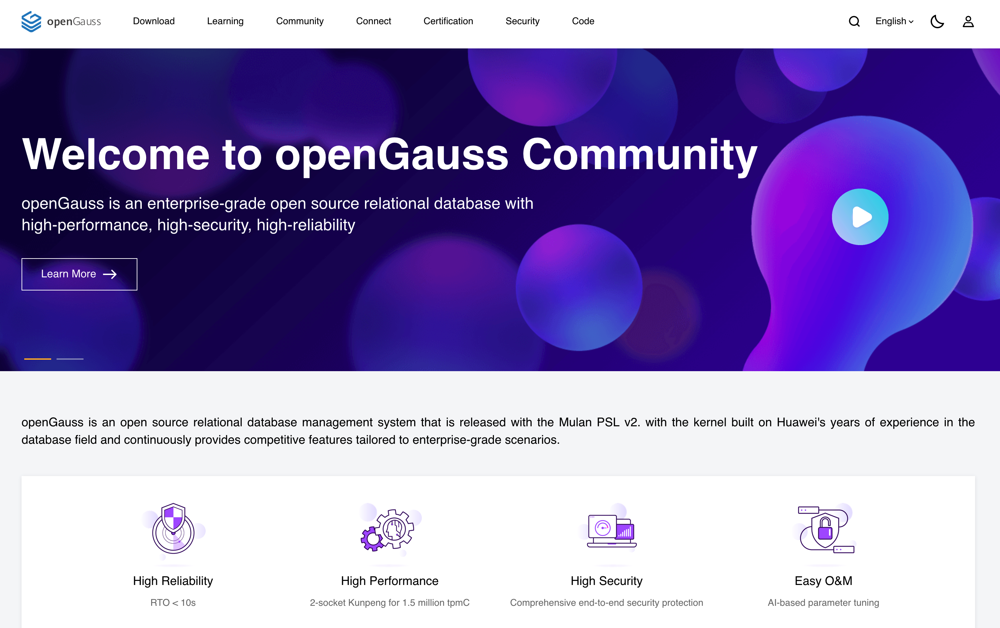 openGauss
Download
Learning
Community
Connect
Certification
Security
Code
English
Welcome to openGauss Community
openGauss is an enterprise-grade open source relational database with
high-performance, high-security, high-reliability
Learn More
openGauss is an open source relational database management system that is released with the Mulan PSL v2. with the kernel built on Huawei's years of experience in the
database field and continuously provides competitive features tailored to enterprise-grade scenarios.
High Reliability
RTO < 10s
High Performance
2-socket Kunpeng for 1.5 million tpmC
High Security
Comprehensive end-to-end security protection
Easy O&M
AI-based parameter tuning